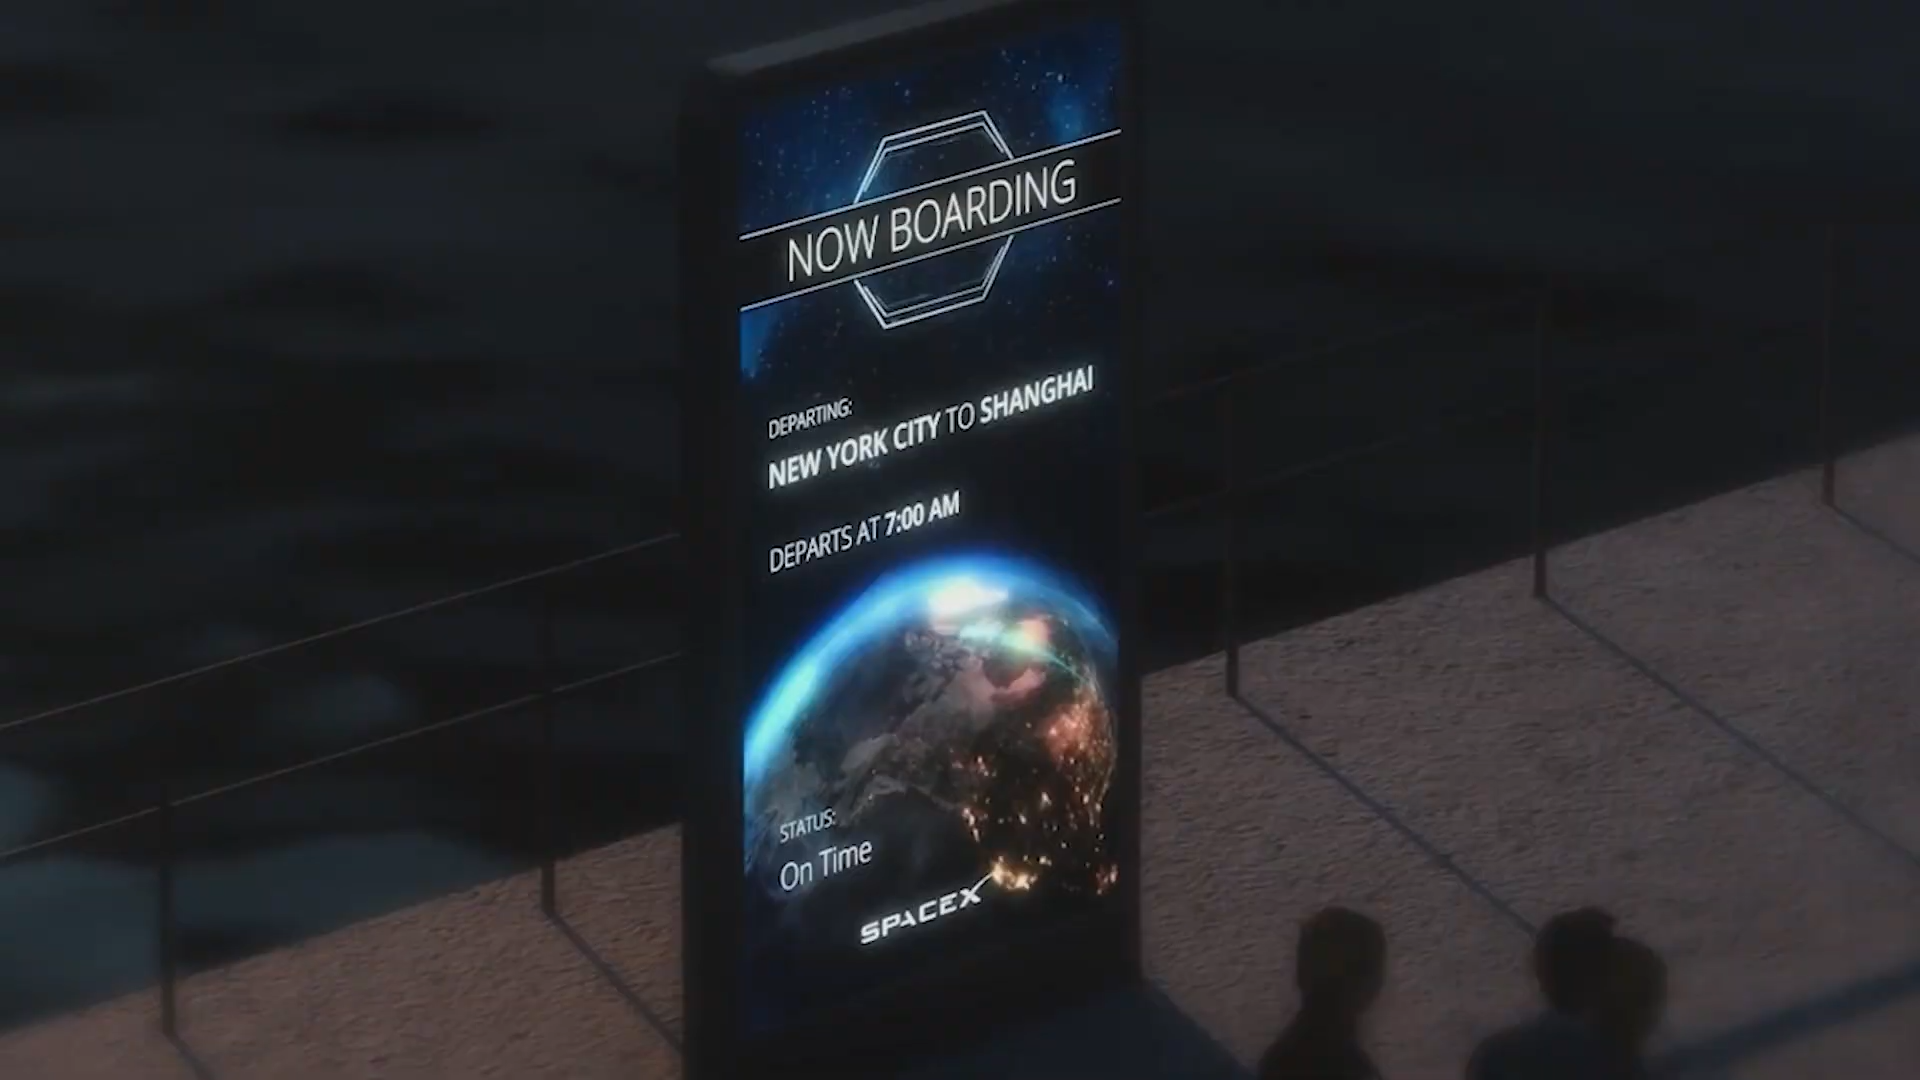 NOW BOARDING
DEPARTING:
NEW YORK CITY TO SHANGHAI
DEPARTS AT 7:00 AM
STATUS:
On Time
SPACEX